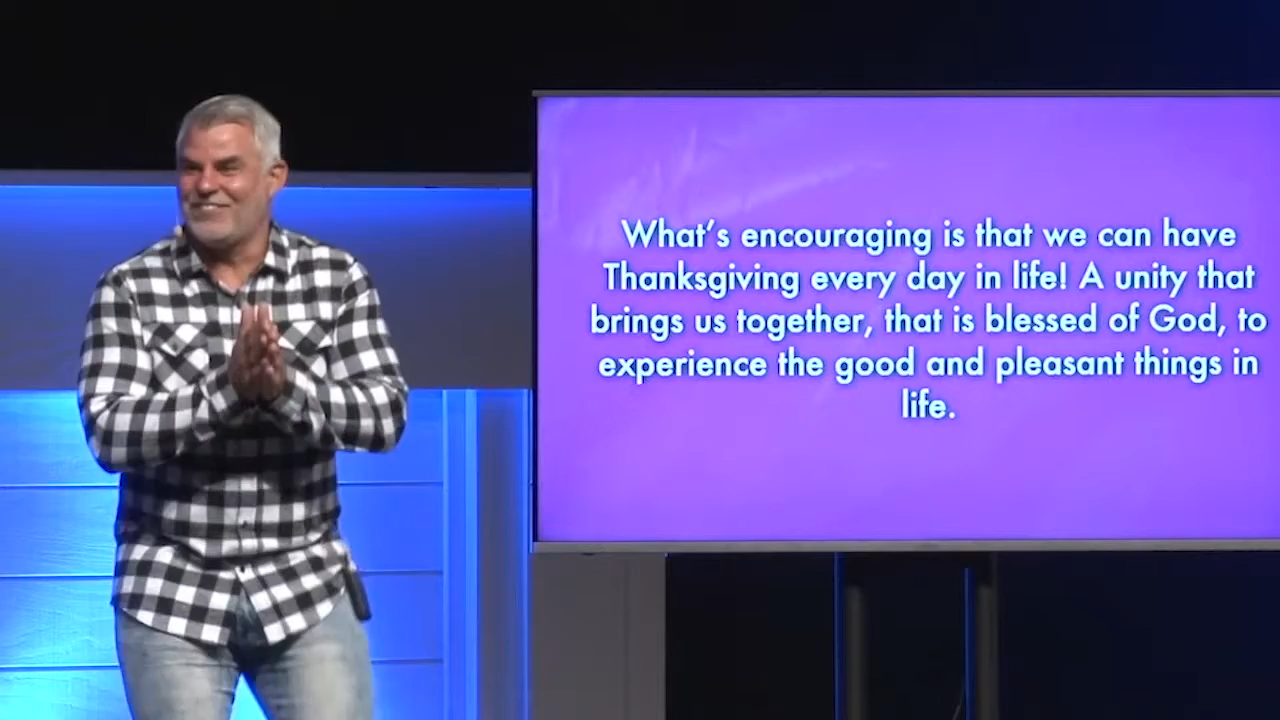 What's encouraging is that we can have
Thanksgiving every day in life! A unity that
brings us together, that is blessed of God, to
experience the good and pleasant things in
life.